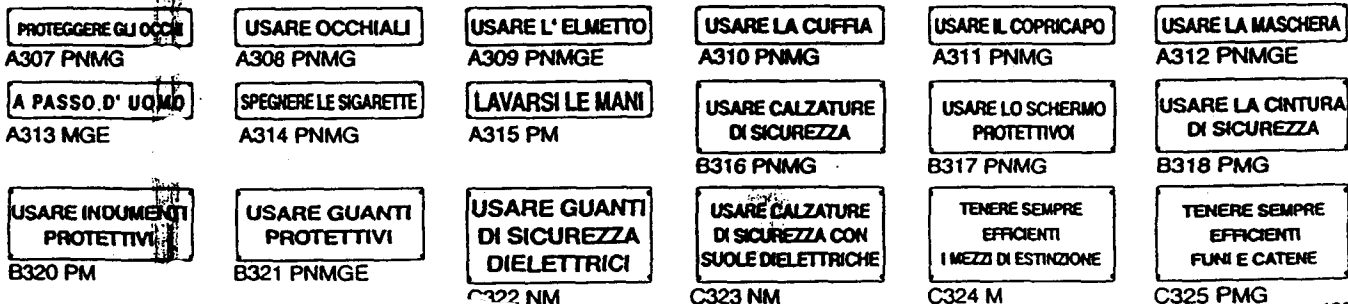 PROTEGGERE GLI OCCHI
A307 PNMG
USARE OCCHIALI
A308 PNMG
USARE L' ELMETTO
A309 PNMGE
USARE LA CUFFIA
A310 PNMG
USARE IL COPRICAPO
A311 PNMG
USARE LA MASCHERA
A312 PNMGE
A PASSO D' UOMO
A313 MGE
SPEGNERE LE SIGARETTE
A314 PNMG
LAVARSI LE MANI
A315 PM
USARE CALZATURE
DI SICUREZZA
B316 PNMG
USARE LO SCHERMO
PROTETTIVOI
B317 PNMG
USARE LA CINTURA
DI SICUREZZA
B318 PMG
USARE INDUMENTI
PROTETTIVI
B320 PM
USARE GUANTI
PROTETTIVI
B321 PNMGE
USARE GUANTI
DI SICUREZZA
DIELETTRICI
C322 NM
USARE CALZATURE
DI SICUREZZA CON
SUOLE DIELETTRICHE
C323 NM
TENERE SEMPRE
EFFICIENTI
I MEZZI DI ESTINZIONE
C324 M
TENERE SEMPRE
EFFICIENTI
FUNI E CATENE
C325 PMG